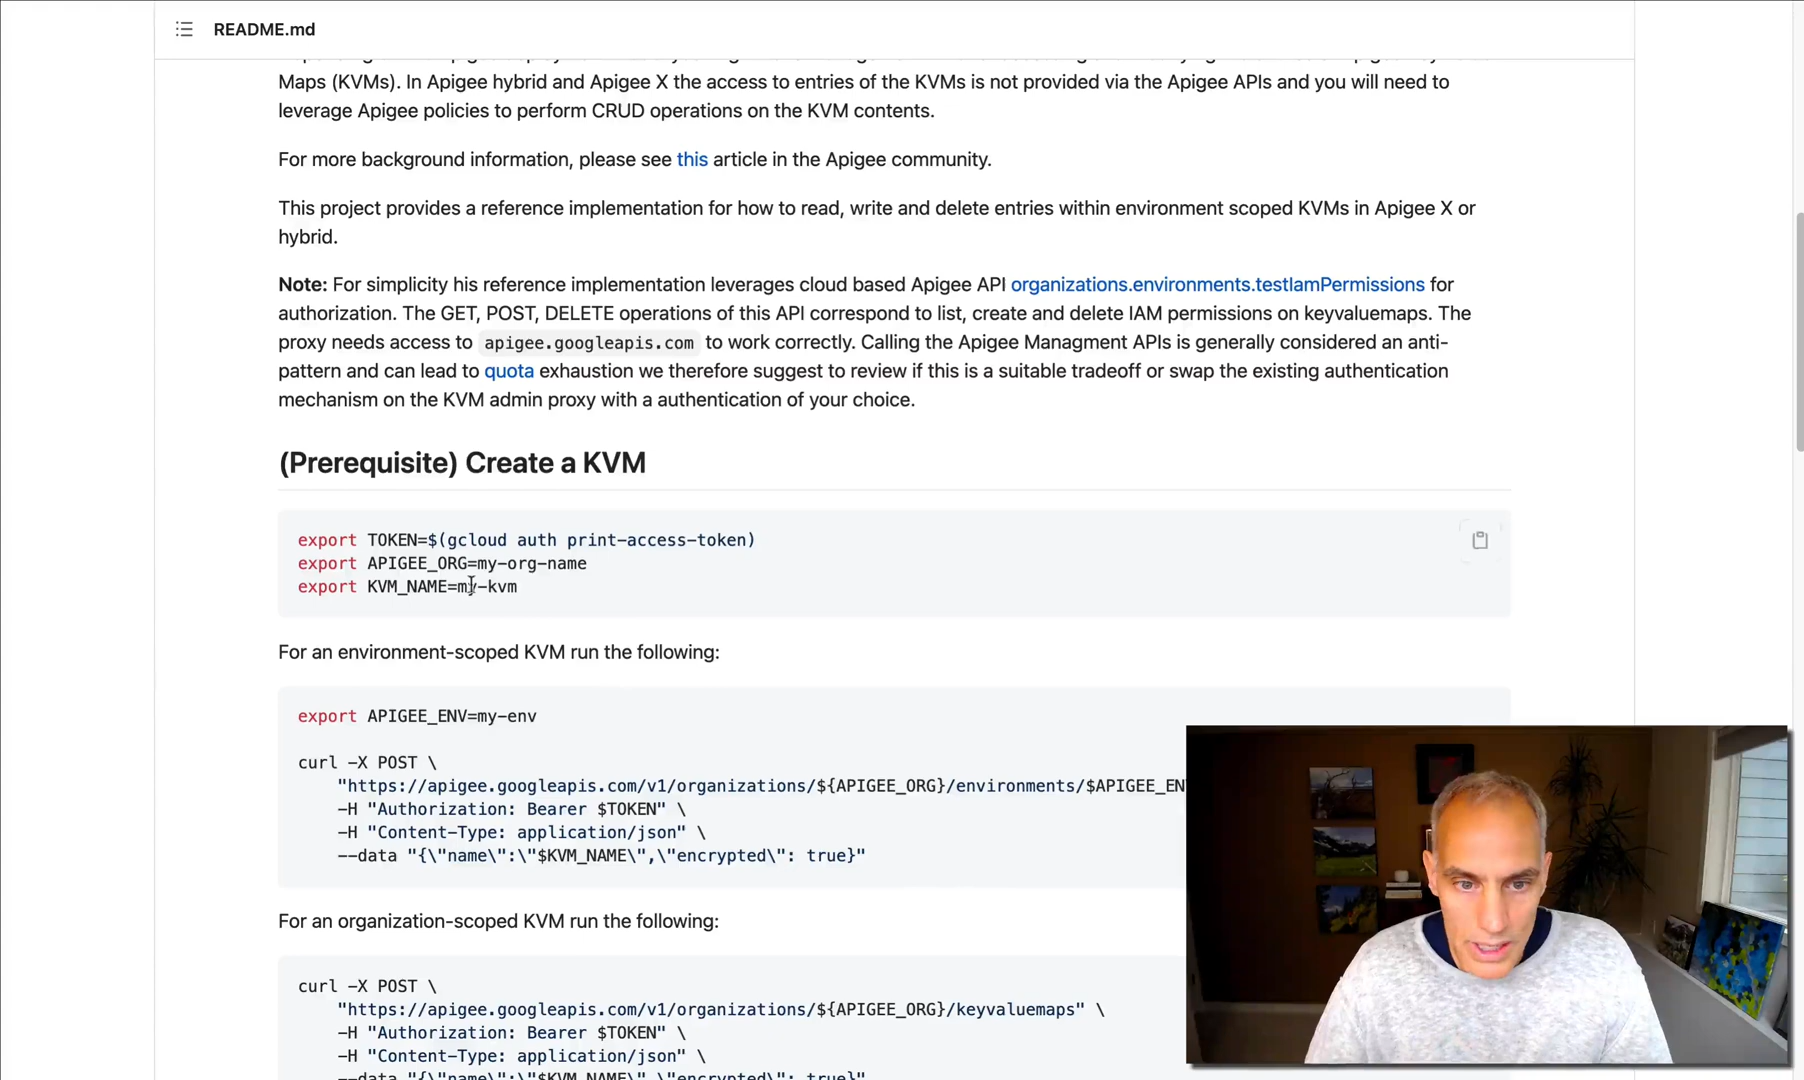 README.md
Maps (KVMs). In Apigee hybrid and Apigee X the access to entries of the KVMs is not provided via the Apigee APIs and you will need to
leverage Apigee policies to perform CRUD operations on the KVM contents.
For more background information, please see this article in the Apigee community.
This project provides a reference implementation for how to read, write and delete entries within environment scoped KVMs in Apigee X or
hybrid.
Note: For simplicity his reference implementation leverages cloud based Apigee API organizations.environments.testIamPermissions for
authorization. The GET, POST, DELETE operations of this API correspond to list, create and delete IAM permissions on keyvaluemaps. The
proxy needs access to apigee.googleapis.com to work correctly. Calling the Apigee Managment APIs is generally considered an anti-
pattern and can lead to quota exhaustion we therefore suggest to review if this is a suitable tradeoff or swap the existing authentication
mechanism on the KVM admin proxy with a authentication of your choice.
(Prerequisite) Create a KVM
export TOKEN=$(gcloud auth print-access-token)
export APIGEE_ORG=my-org-name
export KVM_NAME=my-kvm
For an environment-scoped KVM run the following:
export APIGEE_ENV=my-env
curl -X POST \
"https://apigee.googleapis.com/v1/organizations/${APIGEE_ORG}/environments/$APIGEE_EN
-H "Authorization: Bearer $TOKEN" \
-H "Content-Type: application/json" \
--data "{\"name\":\"$KVM_NAME\",\"encrypted\": true}"
For an organization-scoped KVM run the following:
curl -X POST \
"https://apigee.googleapis.com/v1/organizations/${APIGEE_ORG}/keyvaluemaps" \
-H "Authorization: Bearer $TOKEN" \
-H "Content-Type: application/json" \
--data "{\"name\":\"$KVM_NAME\",\"encrypted\": true}"